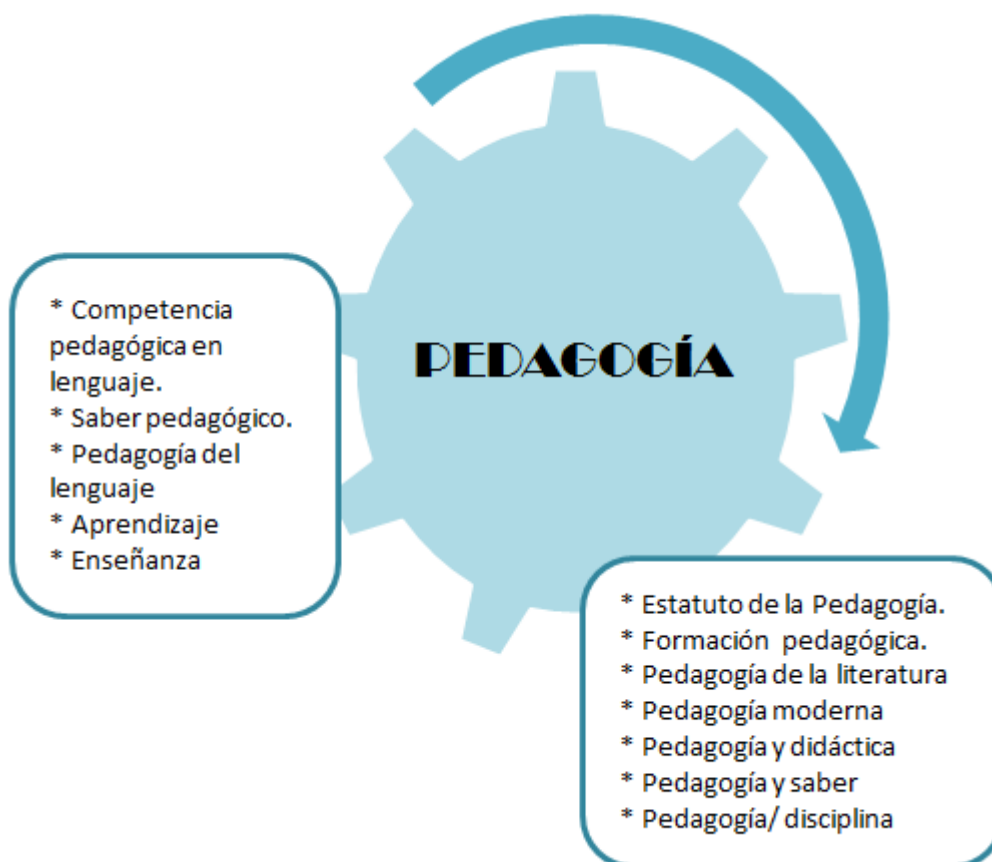 PEDAGOGÍA
* Competencia
pedagógica en
lenguaje.
* Saber pedagógico.
* Pedagogía del
lenguaje
* Aprendizaje
* Enseñanza
* Estatuto de la Pedagogía.
* Formación pedagógica.
* Pedagogía de la literatura
* Pedagogía moderna
* Pedagogía y didáctica
* Pedagogía y saber
* Pedagogía/ disciplina